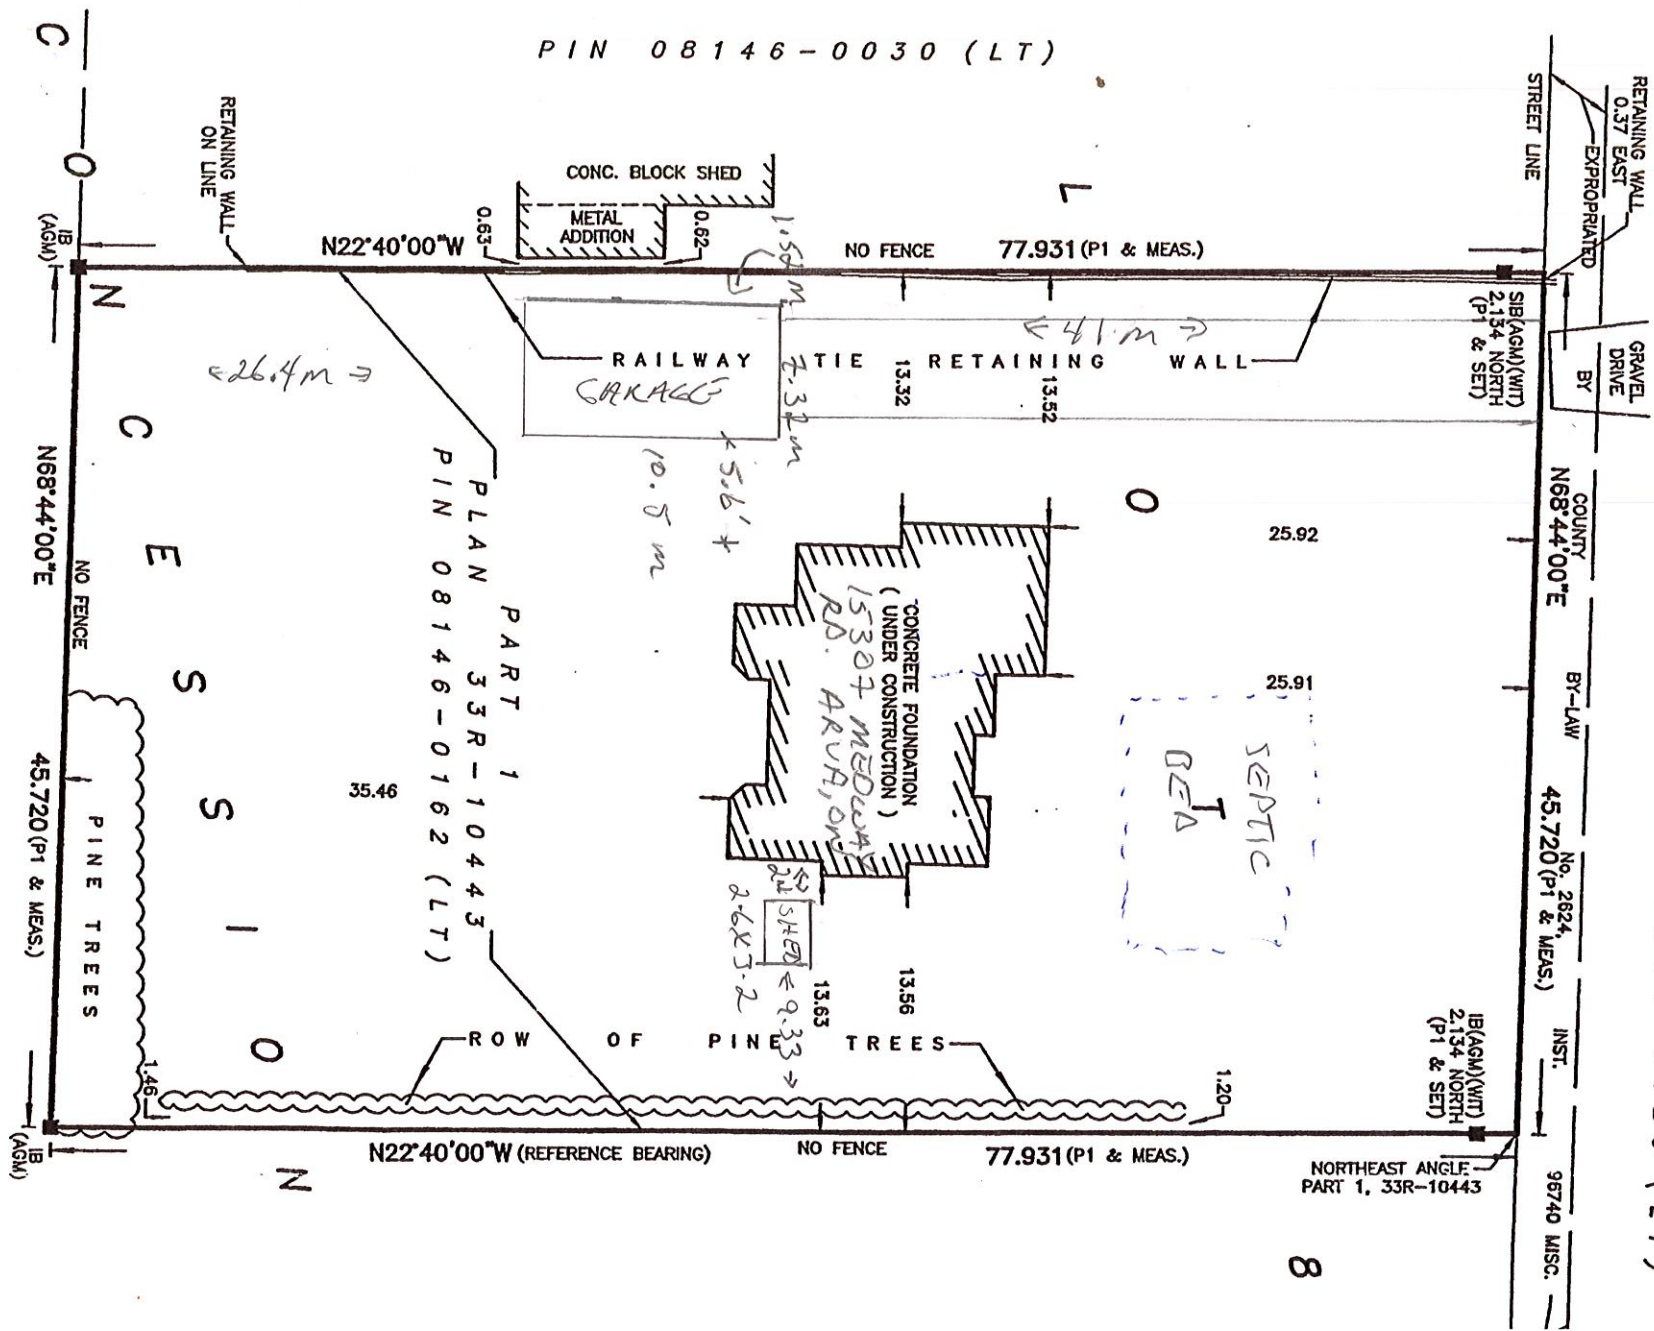 PIN 08146-0030 (LT)
RETAINING WALL
0.37 EAST
EXPROPRIATED
STREET LINE
C
O
N
C
E
S
S
I
O
N
L
O
T
8
RETAINING WALL
ON LINE
IB
(AGM)
CONC. BLOCK SHED
METAL
ADDITION
0.63
0.62
1.52 m
N22°40'00"W
NO FENCE
77.931 (P1 & MEAS.)
SIB(AGM)(WIT)
2.134 NORTH
(P1 & SET)
GRAVEL
DRIVE
BY
<41.m>
RAILWAY TIE RETAINING WALL
GARAGE
7.32 m
13.32
13.52
<26.4m>
10.5 m
*5.6'*
COUNTY
N68°44'00"E
BY-LAW
No. 2624,
45.720 (P1 & MEAS.)
INST.
96740 MISC.
25.92
25.91
SEPTIC
BED
PART 1
PLAN 33R-10443
PIN 08146-0162 (LT)
CONCRETE FOUNDATION
( UNDER CONSTRUCTION )
15307 MEDWAY
RD. ARVA, ONT
35.46
2M
SHED
<9.33>
2.6X3.2
13.63
13.56
N68°44'00"E
NO FENCE
45.720 (P1 & MEAS.)
PINE TREES
1.46
ROW OF PINE TREES
1.20
IB(AGM)(WIT)
2.134 NORTH
(P1 & SET)
N22°40'00"W (REFERENCE BEARING)
NO FENCE
77.931 (P1 & MEAS.)
NORTHEAST ANGLE
PART 1, 33R-10443
IB
(AGM)